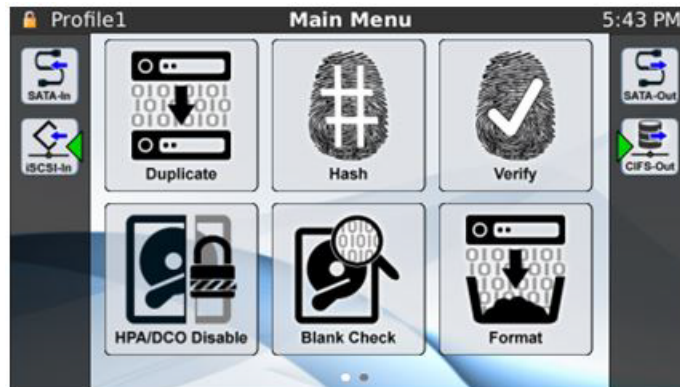 Profile1 Main Menu 5:43 PM
SATA-In
SATA-Out
iSCSI-In
CIFS-Out
Duplicate Hash Verify
HPA/DCO Disable Blank Check Format